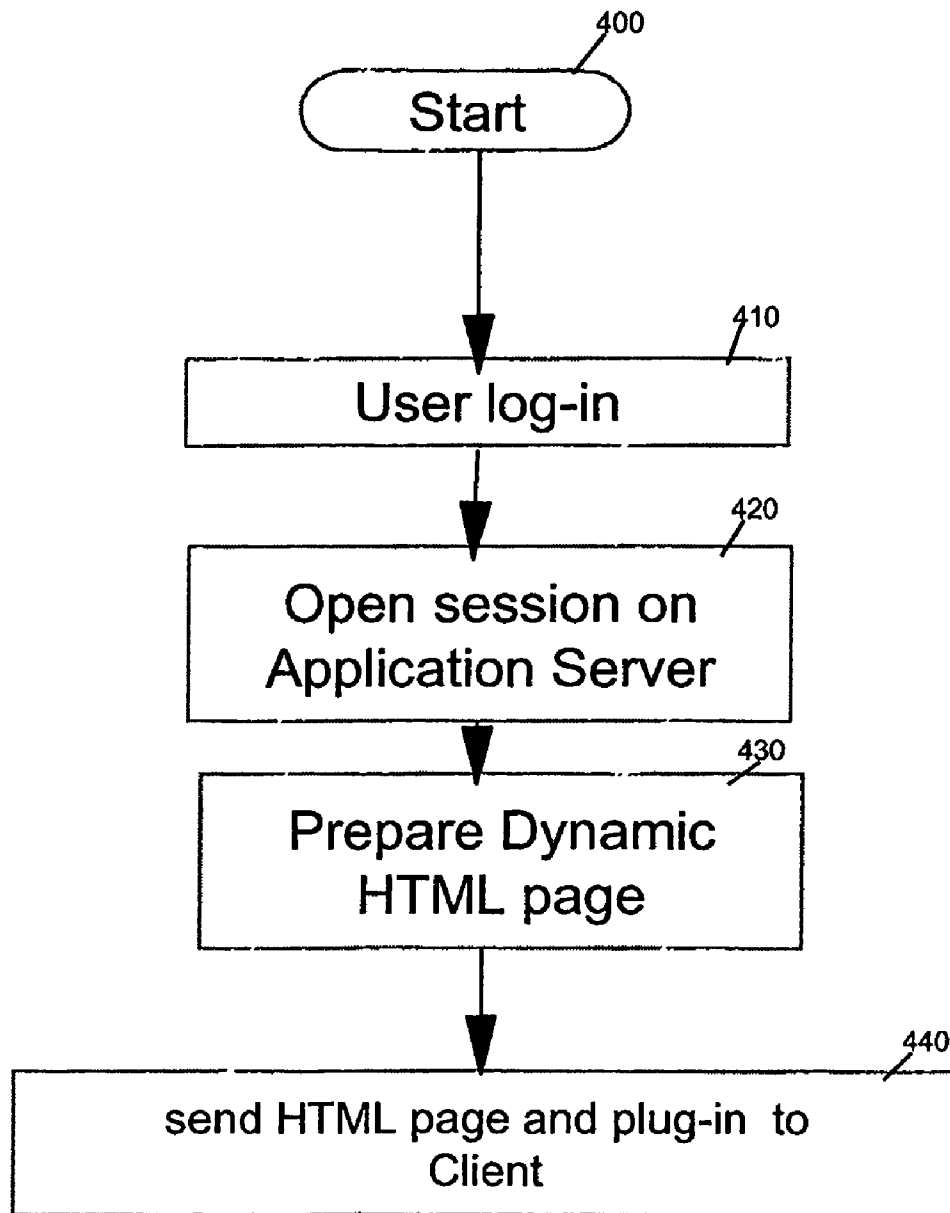 400
Start
410
User log-in
420
Open session on
Application Server
430
Prepare Dynamic
HTML page
440
send HTML page and plug-in to
Client